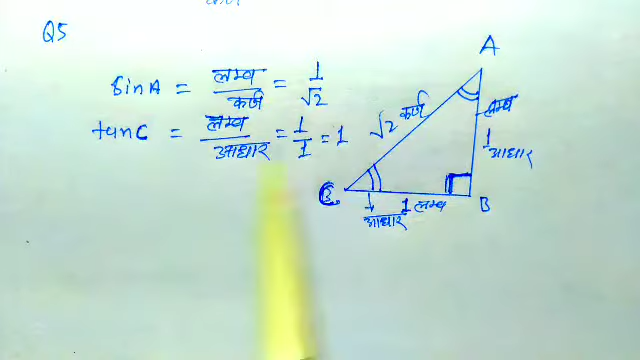 Q5
A
sinA = लम्ब/कर्ण = 1/√2
tanC = लम्ब/आधार = 1/1 = 1
√2 कर्ण
लम्ब
1
आधार
C
B
1 लम्ब
1
आधार